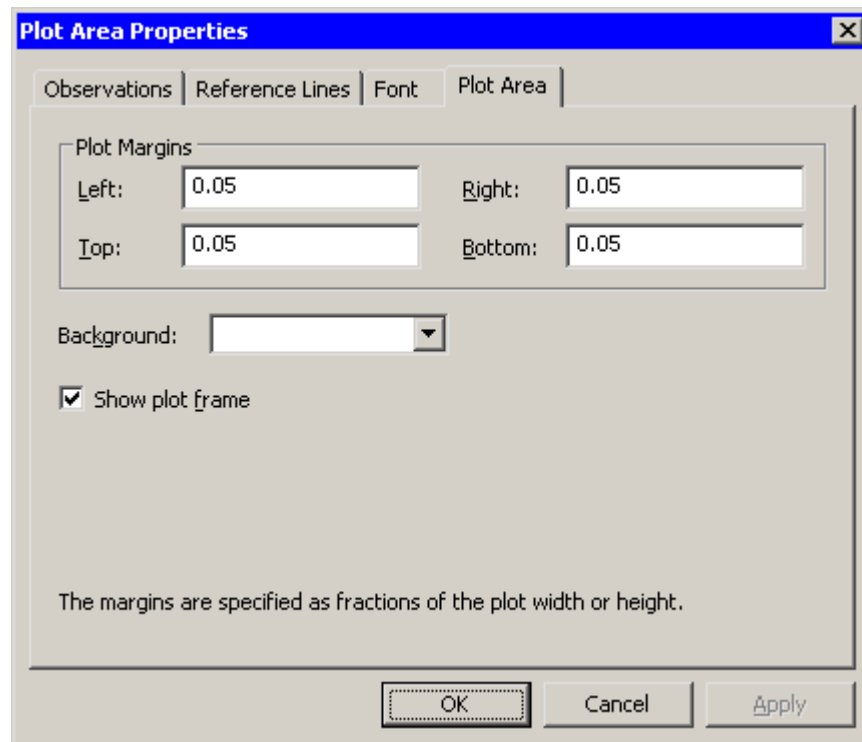 Plot Area Properties
Observations Reference Lines Font Plot Area
Plot Margins
Left: 0.05 Right: 0.05
Top: 0.05 Bottom: 0.05
Background:
Show plot frame
The margins are specified as fractions of the plot width or height.
OK Cancel Apply